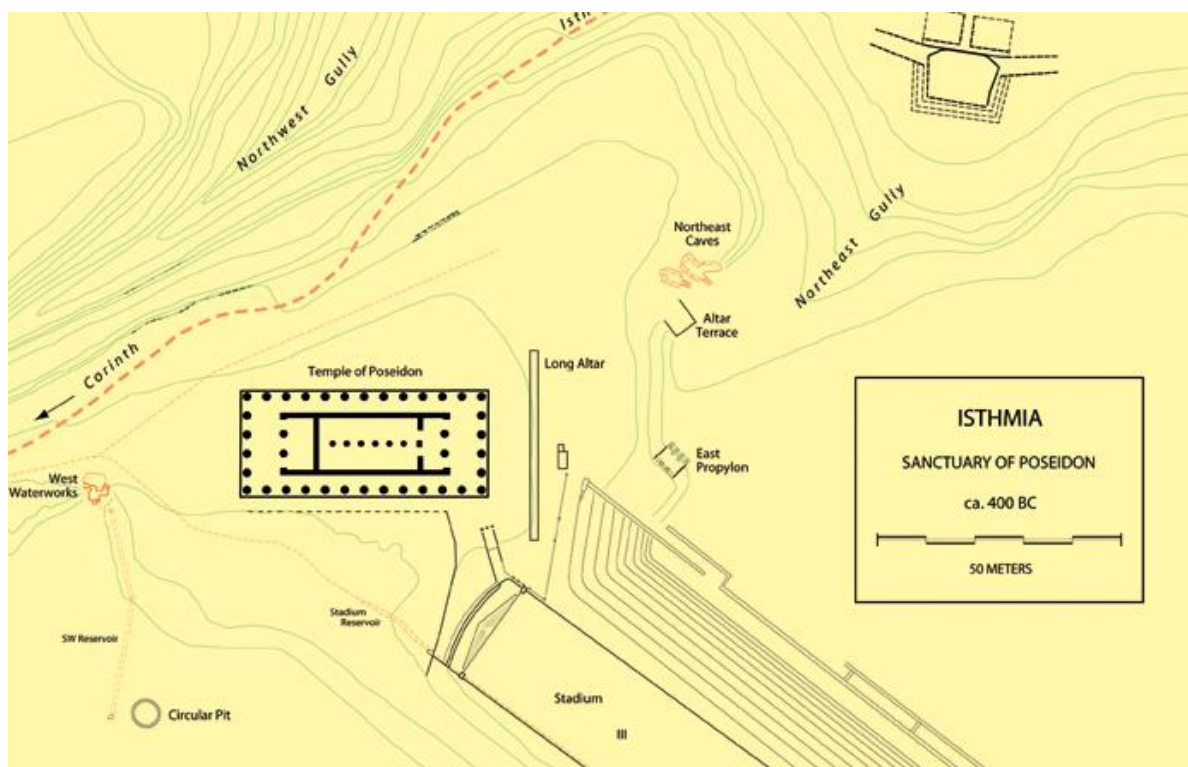 Isth
Northwest Gully
Northeast
Caves
Northeast Gully
Altar
Terrace
Corinth
Temple of Poseidon
Long Altar
ISTHMIA
SANCTUARY OF POSEIDON
ca. 400 BC
50 METERS
East
Propylon
West
Waterworks
Stadium
Reservoir
SW Reservoir
Circular Pit
Stadium
III